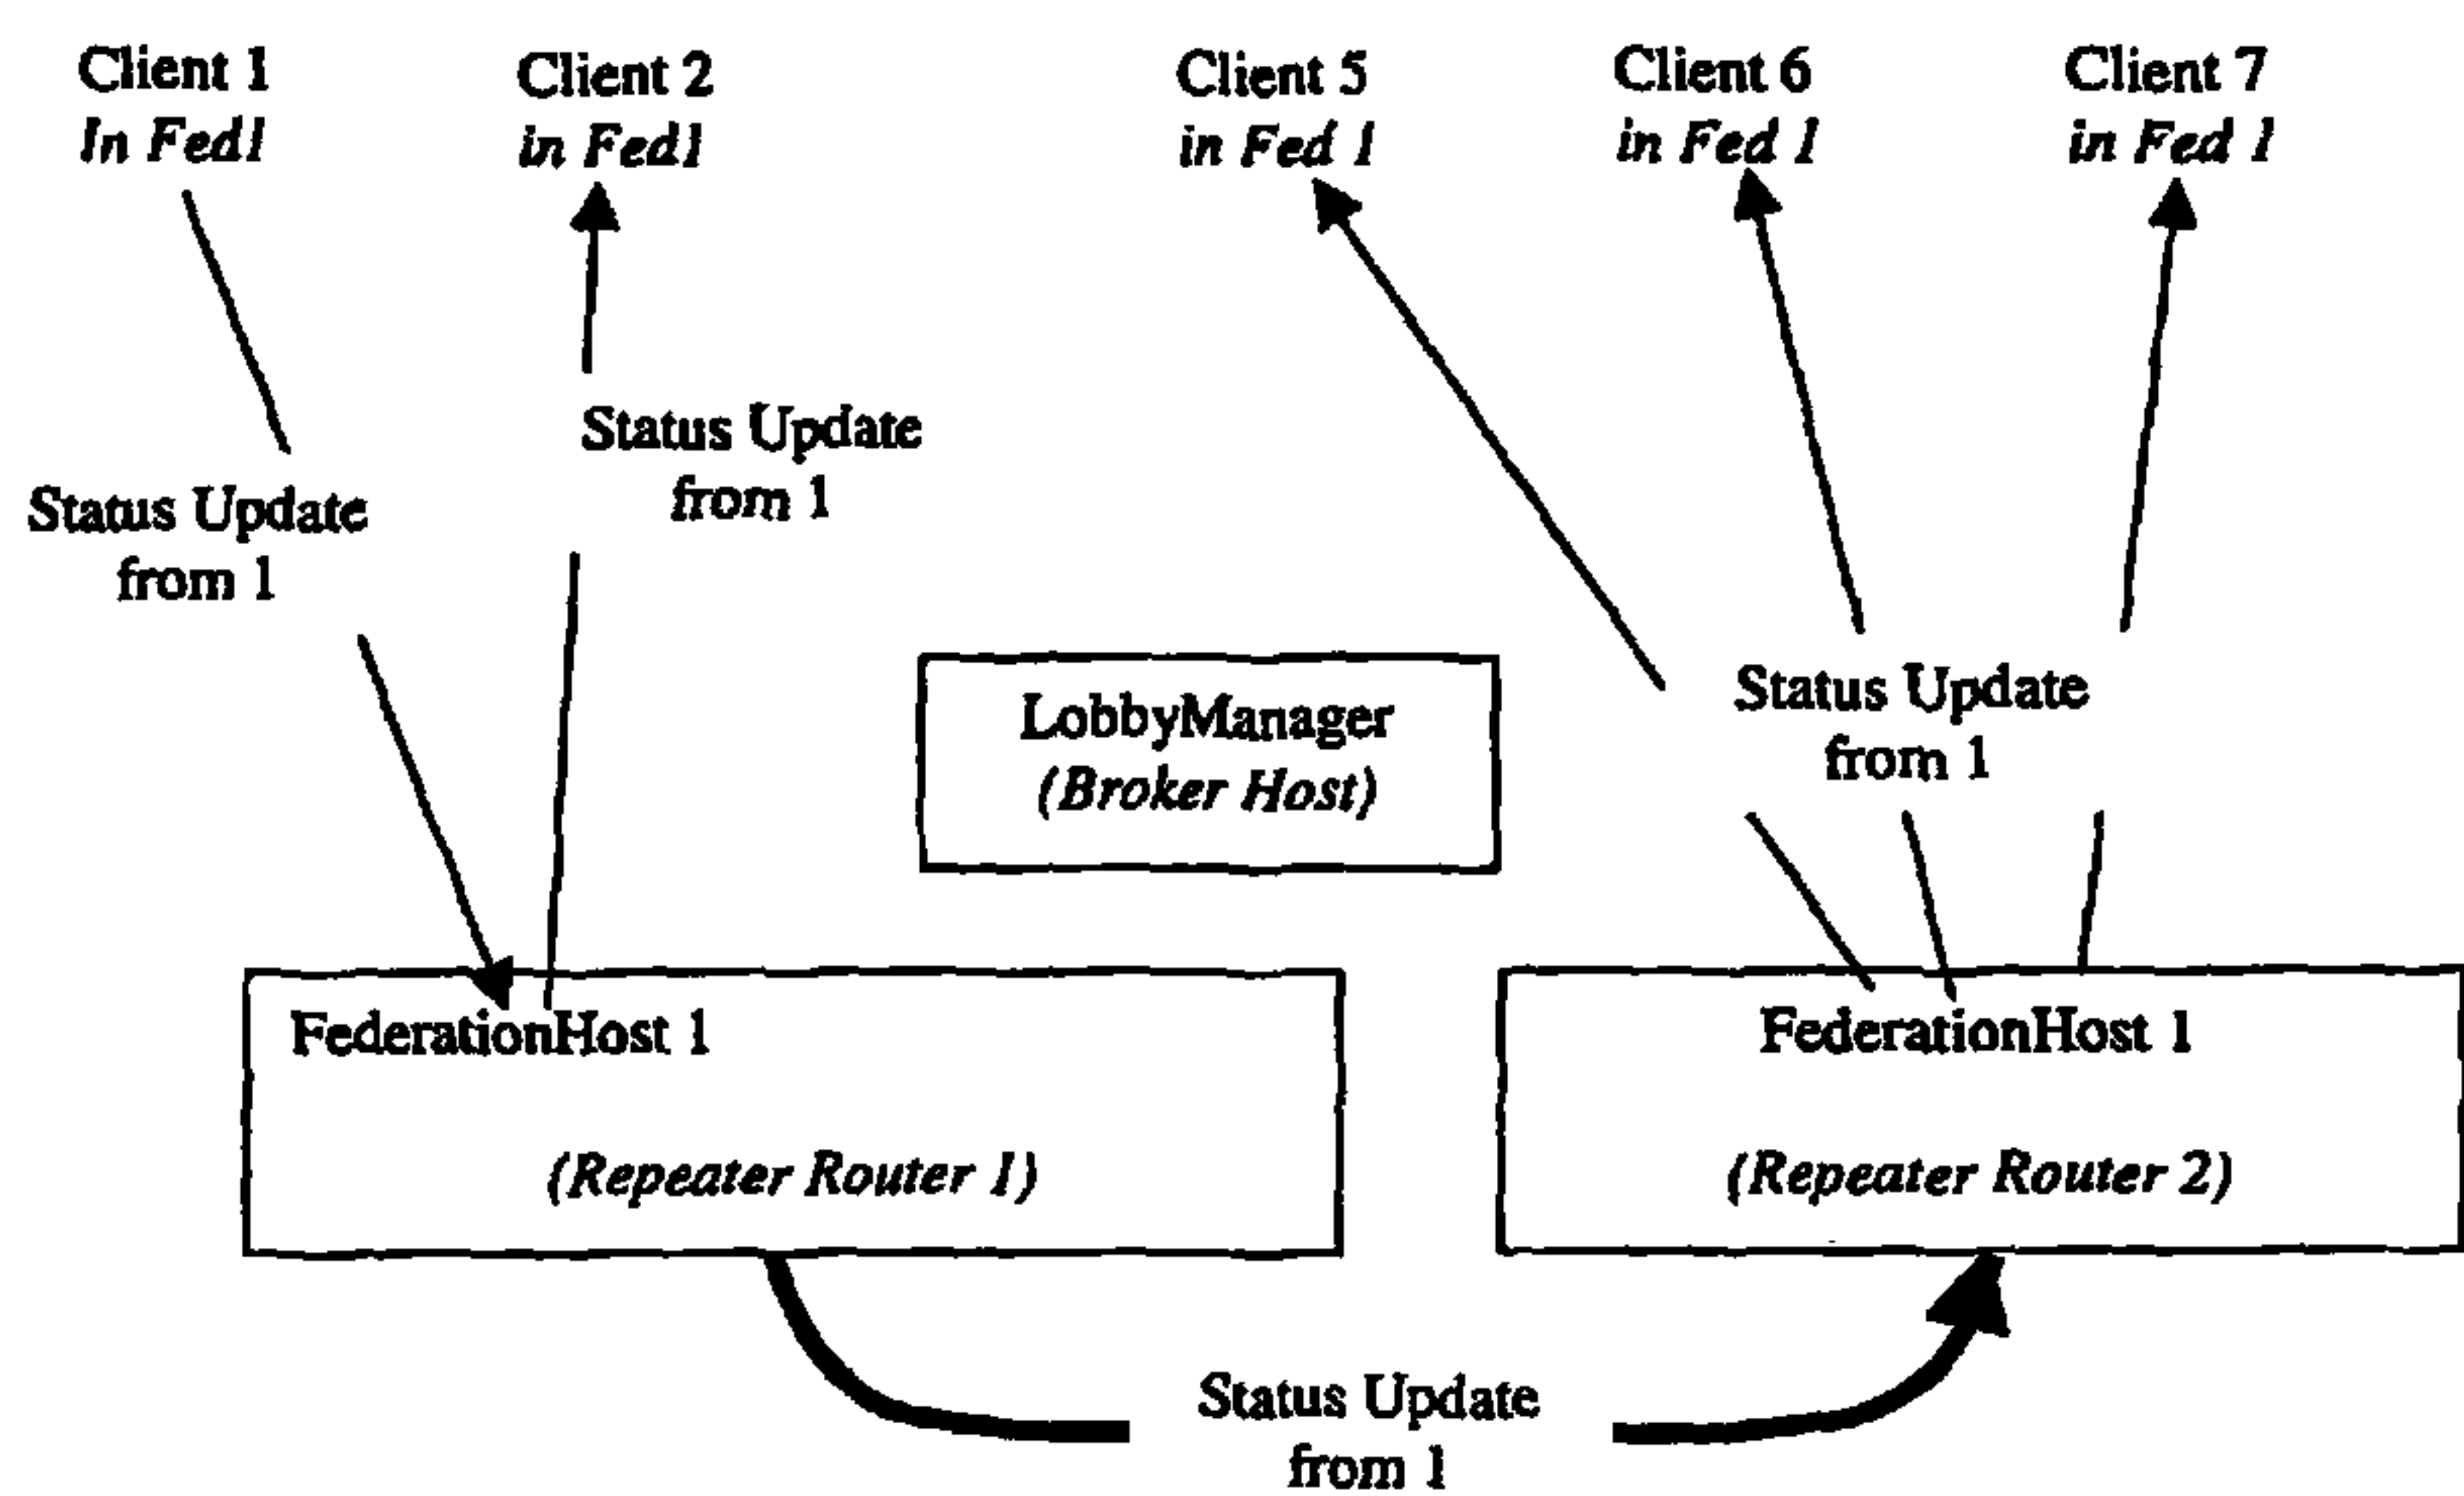 Client 1
In Fed1
Client 2
in Fed1
Client 5
in Fed 1
Client 6
in Fed 1
Client 7
in Fed 1
Status Update
from 1
Status Update
from 1
LobbyManager
(Broker Host)
Status Update
from 1
FederationHost 1
(Repeater Router 1)
FederationHost 1
(Repeater Router 2)
Status Update
from 1